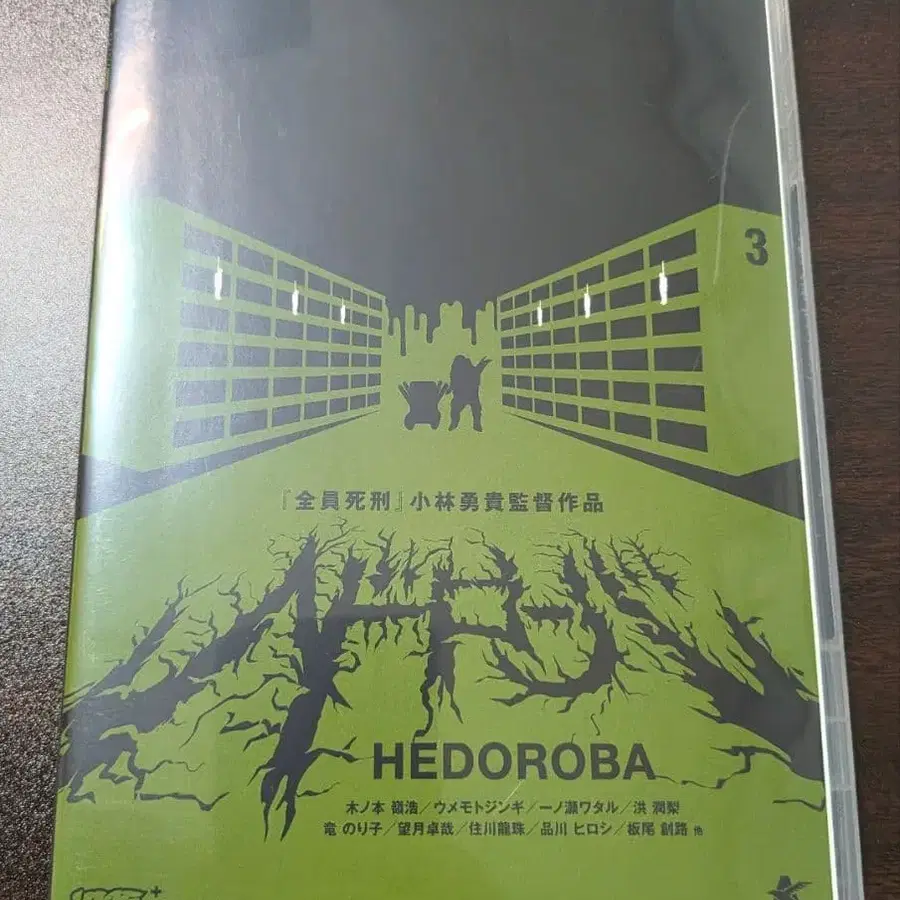 3
『全員死刑』小林勇貴監督作品
ヘドローバ
HEDOROBA
木ノ本 嶺浩／ウメモトジンギ／一ノ瀬ワタル／洪 潤梨
竜 のり子／望月卓哉／住川龍珠／品川 ヒロシ／板尾 創路 他